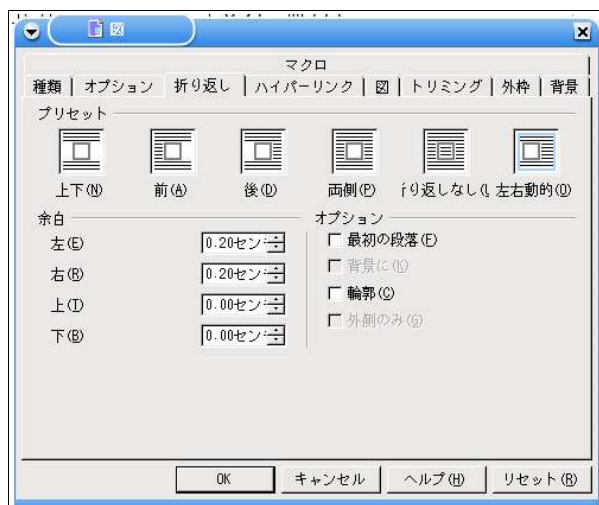 図
マクロ
種類 オプション 折り返し ハイパーリンク 図 トリミング 外枠 背景
プリセット
上下(N) 前(A) 後(D) 両側(P) り返しなし(L 左右動的(O)
余白 オプション
左(E) 0.20セン 最初の段落(F)
背景に(K)
右(R) 0.20セン
上(T) 0.00セン 輪郭(C)
下(B) 0.00セン 外側のみ(G)
OK キャンセル ヘルプ(H) リセット(R)